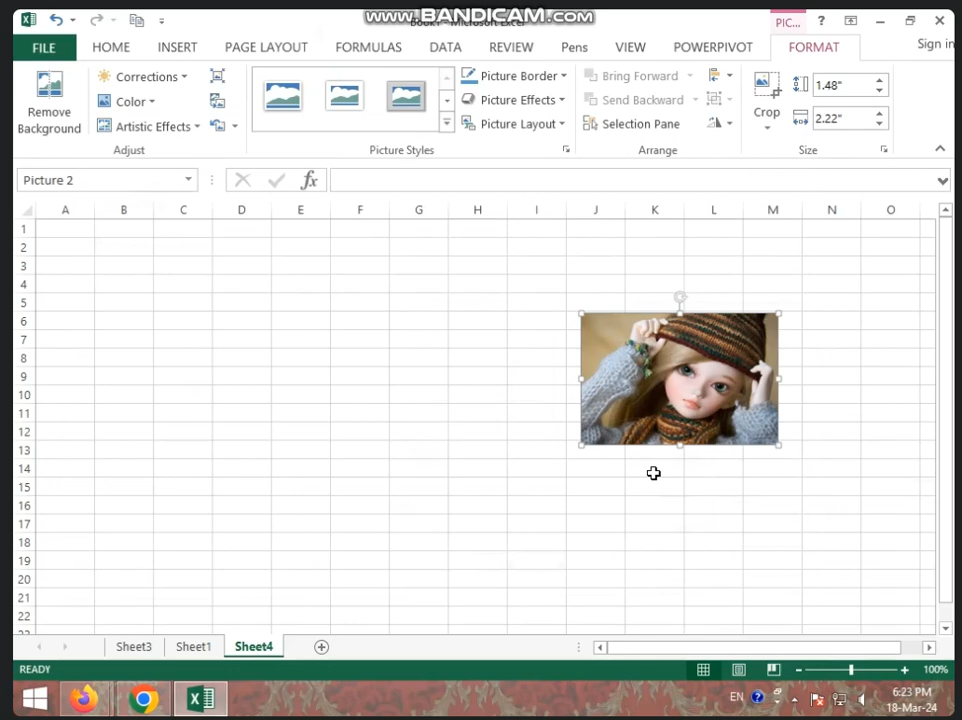 www.BANDICAM.com
PIC... ?
FILE HOME INSERT PAGE LAYOUT FORMULAS DATA REVIEW Pens VIEW POWERPIVOT FORMAT Sign in
Remove Background
Corrections
Color
Artistic Effects
Adjust
Picture Border
Picture Effects
Picture Layout
Picture Styles
Bring Forward
Send Backward
Selection Pane
Arrange
Crop
1.48"
2.22"
Size
Picture 2 fx
A B C D E F G H I J K L M N O
1
2
3
4
5
6
7
8
9
10
11
12
13
14
15
16
17
18
19
20
21
22
Sheet3 Sheet1 Sheet4
READY 100%
EN ? 6:23 PM
18-Mar-24